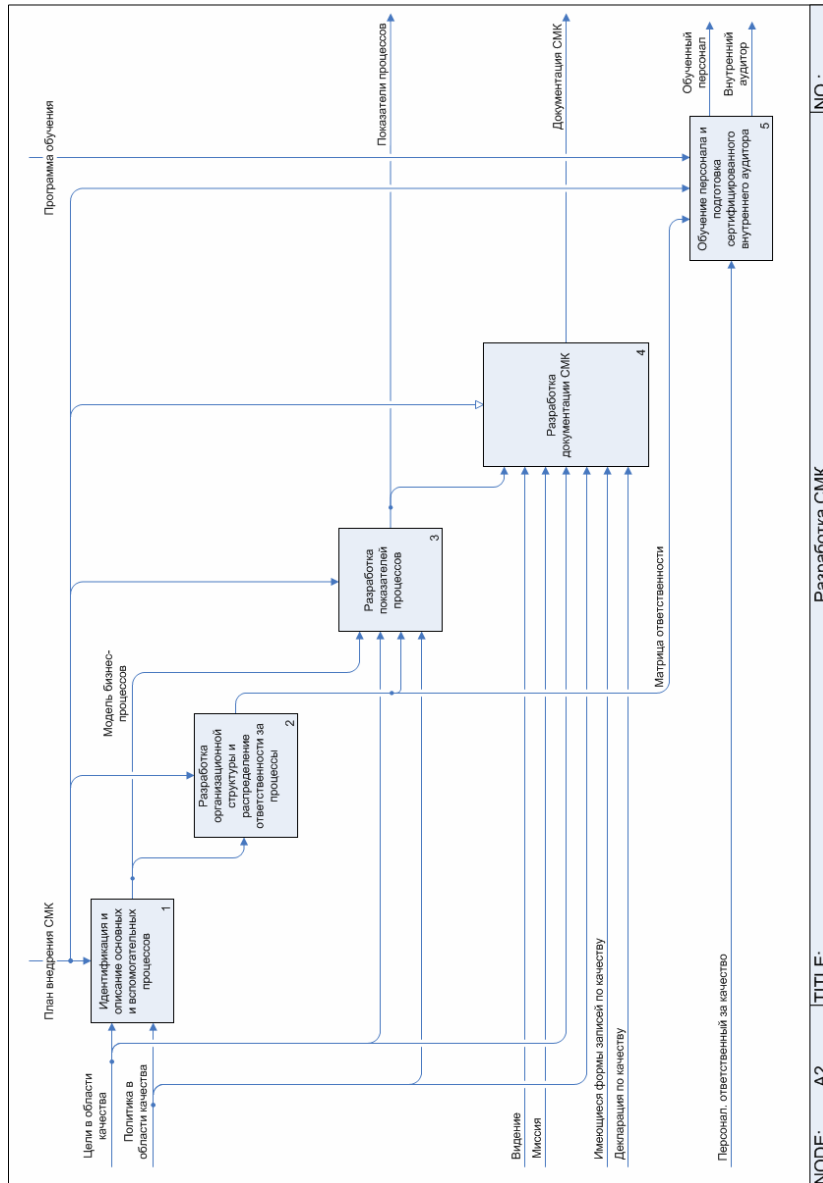 План внедрения СМК
Программа обучения
Цели в области
качества
Политика в
области качества
Идентификация и
описание основных
и вспомогательных
процессов
1
Модель бизнес-
процессов
Разработка
организационной
структуры и
распределение
ответственности за
процессы
2
Разработка
показателей
процессов
3
Показатели процессов
Видение
Миссия
Имеющиеся формы записей по качеству
Декларация по качеству
Разработка
документации СМК
4
Документация СМК
Матрица ответственности
Персонал. ответственный за качество
Обучение персонала и
подготовка
сертифицированного
внутреннего аудитора
5
Обученный
персонал
Внутренний
аудитор
NODE: A2
TITLE:
Разработка СМК
NO.: